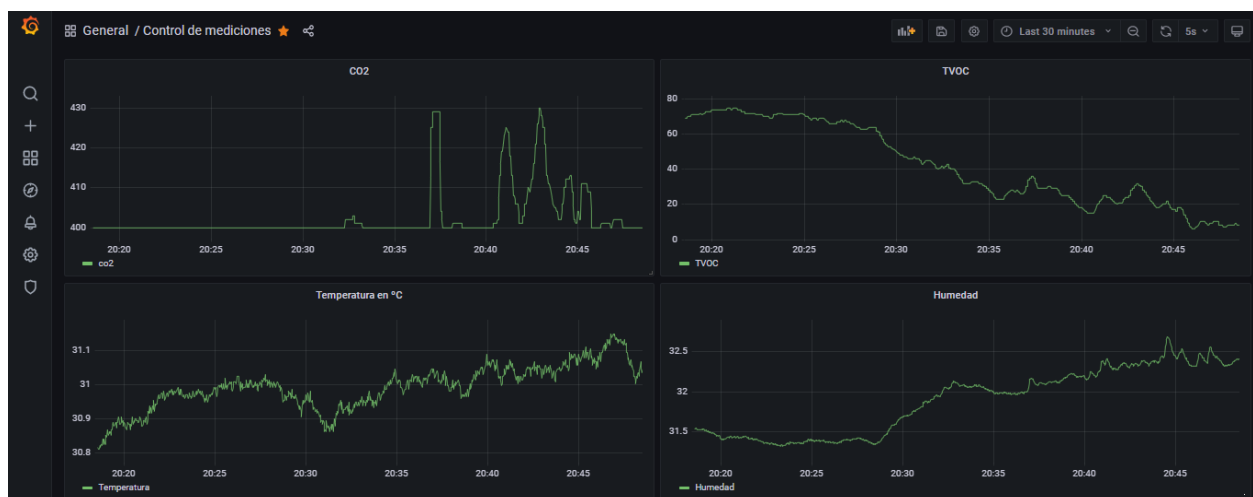 General / Control de mediciones
Last 30 minutes
5s
CO2
430
420
410
400
20:20 20:25 20:30 20:35 20:40 20:45
co2
TVOC
80
60
40
20
0
20:20 20:25 20:30 20:35 20:40 20:45
TVOC
Temperatura en ºC
31.1
31
30.9
30.8
20:20 20:25 20:30 20:35 20:40 20:45
Temperatura
Humedad
32.5
32
31.5
20:20 20:25 20:30 20:35 20:40 20:45
Humedad